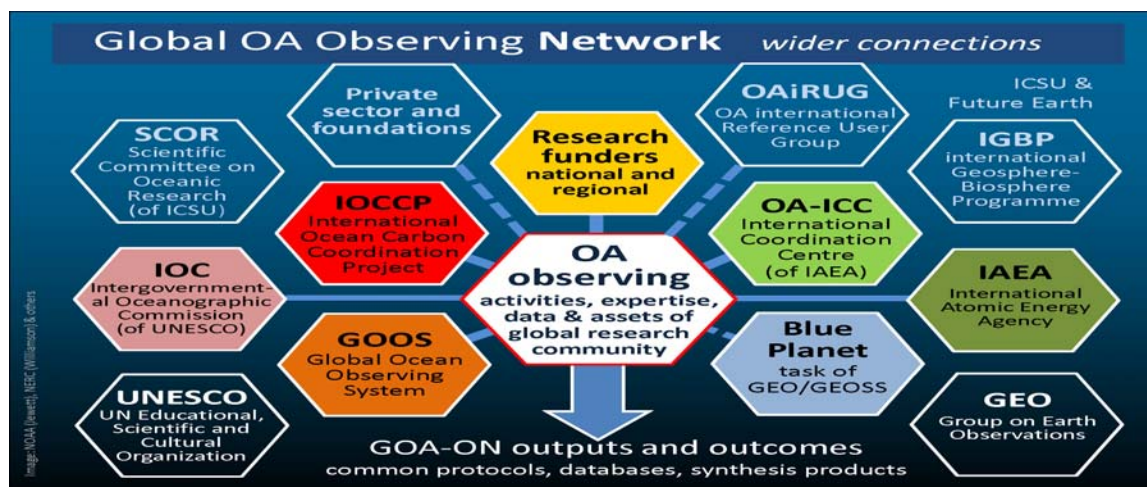 Global OA Observing Network wider connections
Private
sector and
foundations
OAiRUG
OA international
Reference User
Group
ICSU &
Future Earth
SCOR
Scientific
Committee on
Oceanic
Research
(of ICSU)
Research
funders
national and
regional
IGBP
international
Geosphere-
Biosphere
Programme
IOCCP
International
Ocean Carbon
Coordination
Project
OA-ICC
International
Coordination
Centre
(of IAEA)
IOC
Intergovernment-
al Oceanographic
Commission
(of UNESCO)
OA
observing
activities, expertise,
data & assets of
global research
community
IAEA
International
Atomic Energy
Agency
GOOS
Global Ocean
Observing
System
Blue
Planet
task of
GEO/GEOSS
UNESCO
UN Educational,
Scientific and
Cultural
Organization
GEO
Group on Earth
Observations
GOA-ON outputs and outcomes
common protocols, databases, synthesis products
Image: NOAA (Jewett), NERC (Williamson) & others